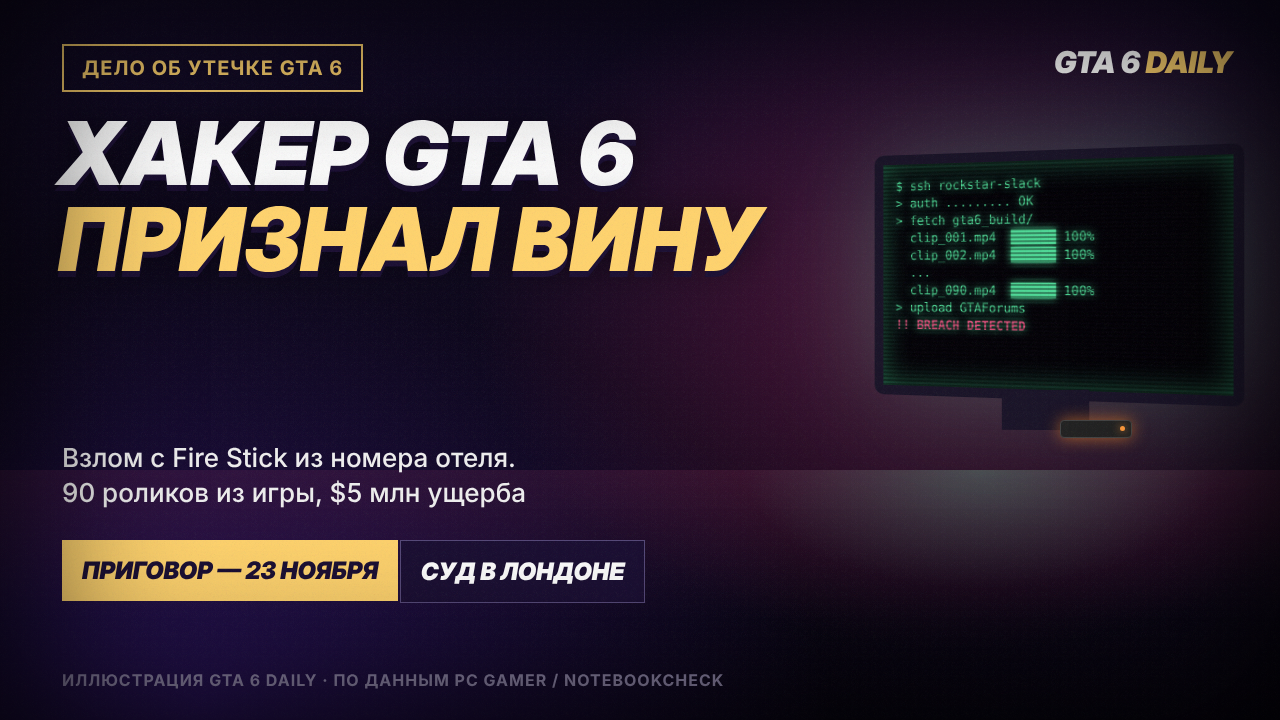 ДЕЛО ОБ УТЕЧКЕ GTA 6
GTA 6 DAILY
ХАКЕР GTA 6
ПРИЗНАЛ ВИНУ
$ ssh rockstar-slack
> auth ......... OK
> fetch gta6_build/
clip_001.mp4 100%
clip_002.mp4 100%
...
clip_090.mp4 100%
> upload GTAForums
!! BREACH DETECTED
Взлом с Fire Stick из номера отеля.
90 роликов из игры, $5 млн ущерба
ПРИГОВОР — 23 НОЯБРЯ
СУД В ЛОНДОНЕ
ИЛЛЮСТРАЦИЯ GTA 6 DAILY · ПО ДАННЫМ PC GAMER / NOTEBOOKCHECK